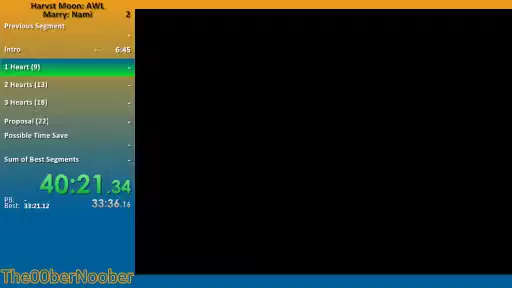 Harvst Moon: AWL
Marry: Nami 2
Previous Segment
-
Intro - 6:45
1 Heart (9) -
2 Hearts (13) -
3 Hearts (18) -
Proposal (22) -
Possible Time Save
-
Sum of Best Segments -
40:21.34
PB: -
Best: 33:21.12 33:36.16
The00berNoober